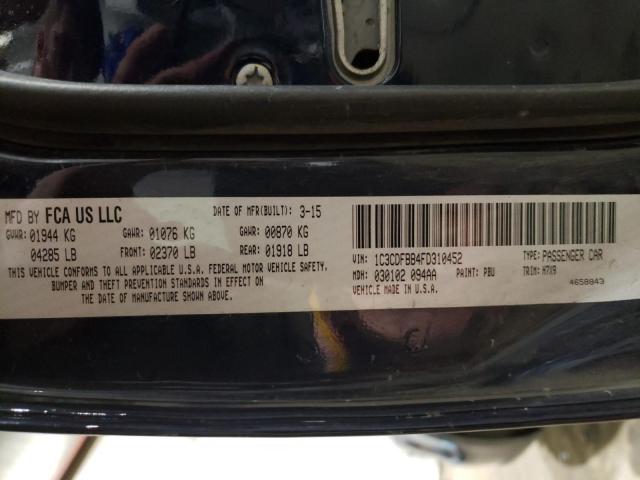 MFD BY FCA US LLC DATE OF MFR(BUILT): 3-15
GVWR: 01944 KG GAWR: 01076 KG GAWR: 00870 KG
04285 LB FRONT: 02370 LB REAR: 01918 LB
THIS VEHICLE CONFORMS TO ALL APPLICABLE U.S.A. FEDERAL MOTOR VEHICLE SAFETY,
BUMPER AND THEFT PREVENTION STANDARDS IN EFFECT ON
THE DATE OF MANUFACTURE SHOWN ABOVE.
VIN: 1C3CDFBB4FD310452 TYPE: PASSENGER CAR
MDH: 030102 094AA PAINT: PBU TRIM: H7X9
VEHICLE MADE IN U.S.A. 4658843